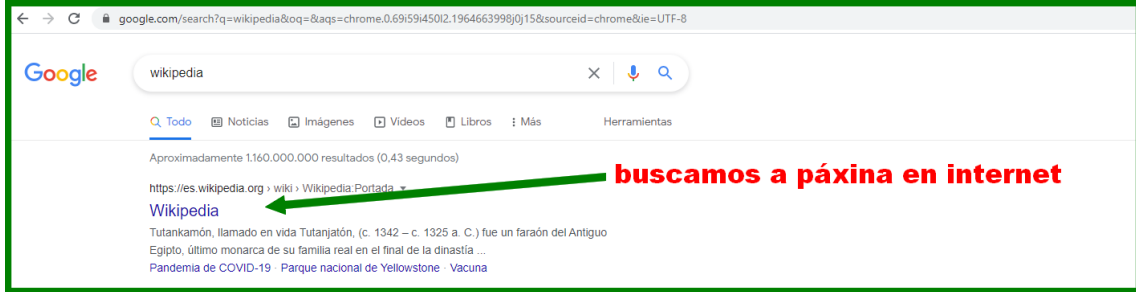 google.com/search?q=wikipedia&oq=&aqs=chrome.0.69i59i450l2.1964663998j0j15&sourceid=chrome&ie=UTF-8
Google
wikipedia
Todo Noticias Imágenes Vídeos Libros Más Herramientas
Aproximadamente 1.160.000.000 resultados (0,43 segundos)
https://es.wikipedia.org › wiki › Wikipedia:Portada
buscamos a páxina en internet
Wikipedia
Tutankamón, llamado en vida Tutanjatón, (c. 1342 – c. 1325 a. C.) fue un faraón del Antiguo
Egipto, último monarca de su familia real en el final de la dinastía ...
Pandemia de COVID-19 · Parque nacional de Yellowstone · Vacuna